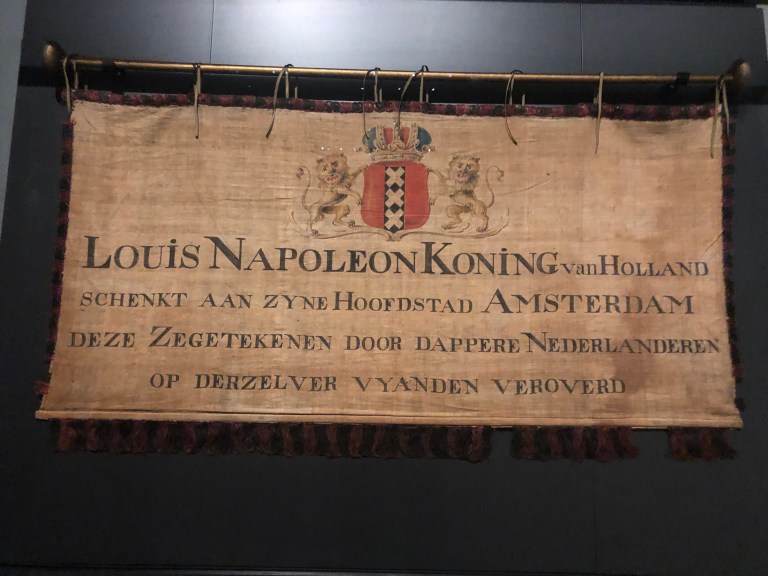 LOUiS NAPOLEON KONiNG van HOLLAND
SCHENKT AAN ZYNE HOOFDSTAD AMSTERDAM
DEZE ZEGETEKENEN DOOR DAPPERE NEDERLANDEREN
OP DERZELVER VYANDEN VEROVERD